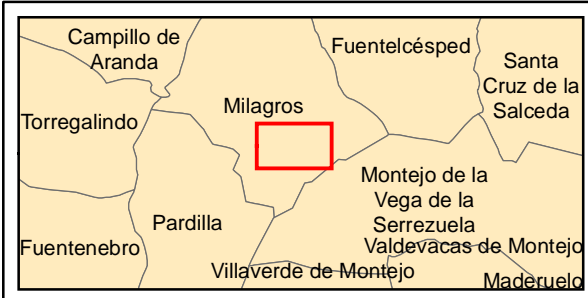 Campillo de
Aranda
Fuentelcésped
Santa
Cruz de la
Salceda
Torregalindo
Milagros
Montejo de la
Vega de la
Serrezuela
Pardilla
Fuentenebro
Valdevacas de Montejo
Villaverde de Montejo
Maderuelo